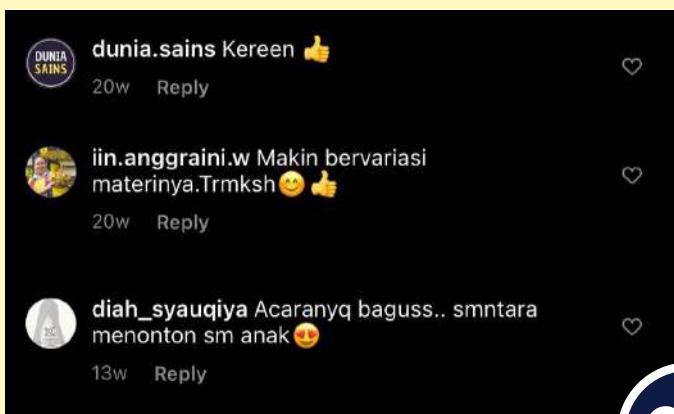 DUNIA
SAINS
dunia.sains Kereen 👍
20w Reply
iin.anggraini.w Makin bervariasi
materinya.Trmksh😊👍
20w Reply
diah_syauqiya Acaranyq baguss.. smntara
menonton sm anak😍
13w Reply